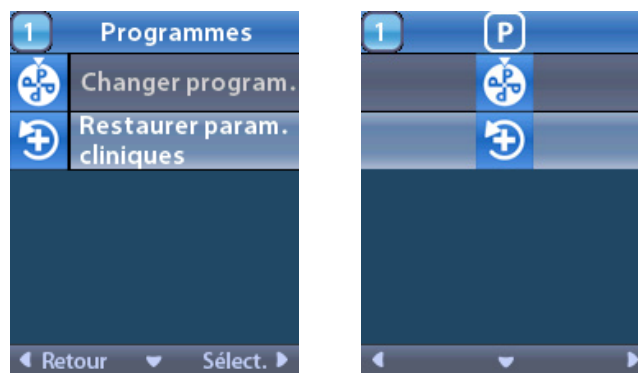 1 Programmes
Changer program.
Restaurer param.
cliniques
Retour Sélect.
1 P